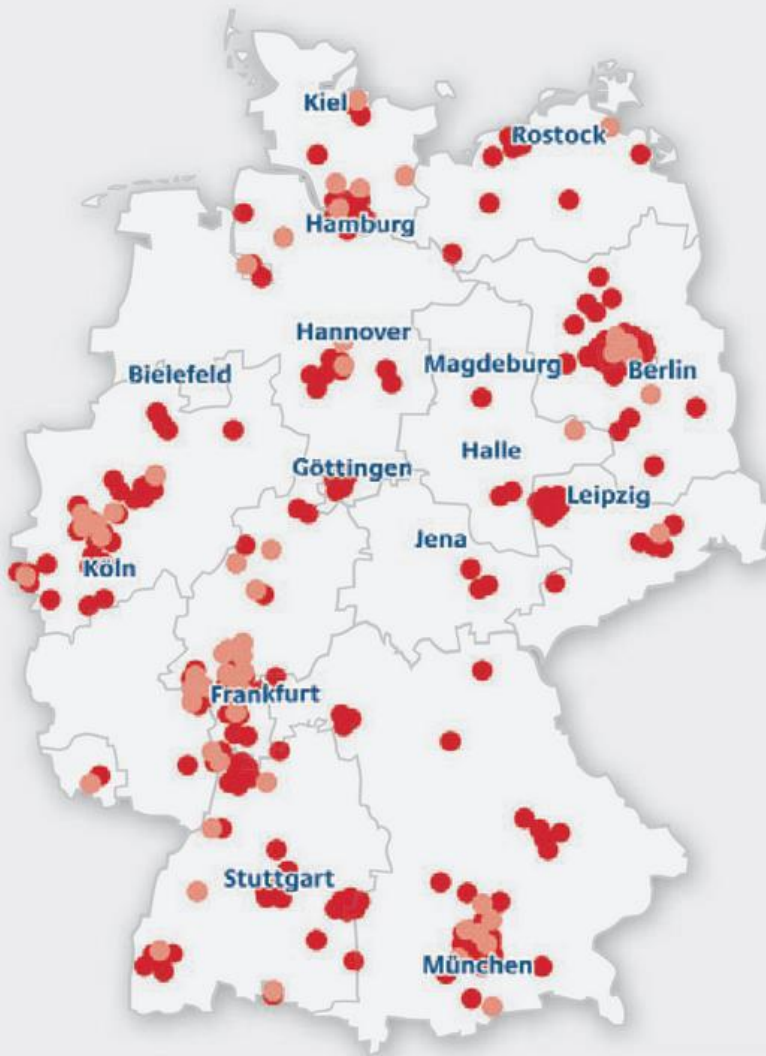 Kiel
Rostock
Hamburg
Hannover
Bielefeld
Magdeburg
Berlin
Halle
Göttingen
Leipzig
Jena
Köln
Frankfurt
Stuttgart
München